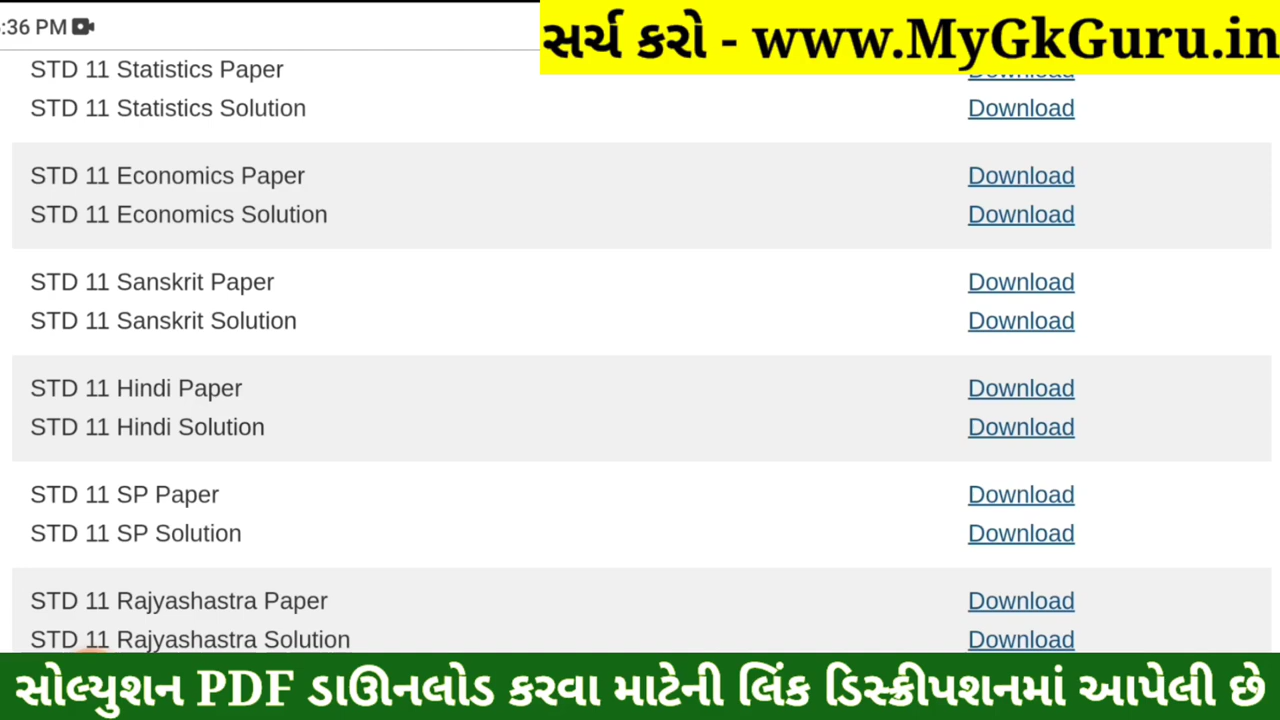 :36 PM
સર્ચ કરો - www.MyGkGuru.in
STD 11 Statistics Paper Download
STD 11 Statistics Solution Download
STD 11 Economics Paper Download
STD 11 Economics Solution Download
STD 11 Sanskrit Paper Download
STD 11 Sanskrit Solution Download
STD 11 Hindi Paper Download
STD 11 Hindi Solution Download
STD 11 SP Paper Download
STD 11 SP Solution Download
STD 11 Rajyashastra Paper Download
STD 11 Rajyashastra Solution Download
સોલ્યુશન PDF ડાઊનલોડ કરવા માટેની લિંક ડિસ્ક્રીપશનમાં આપેલી છે